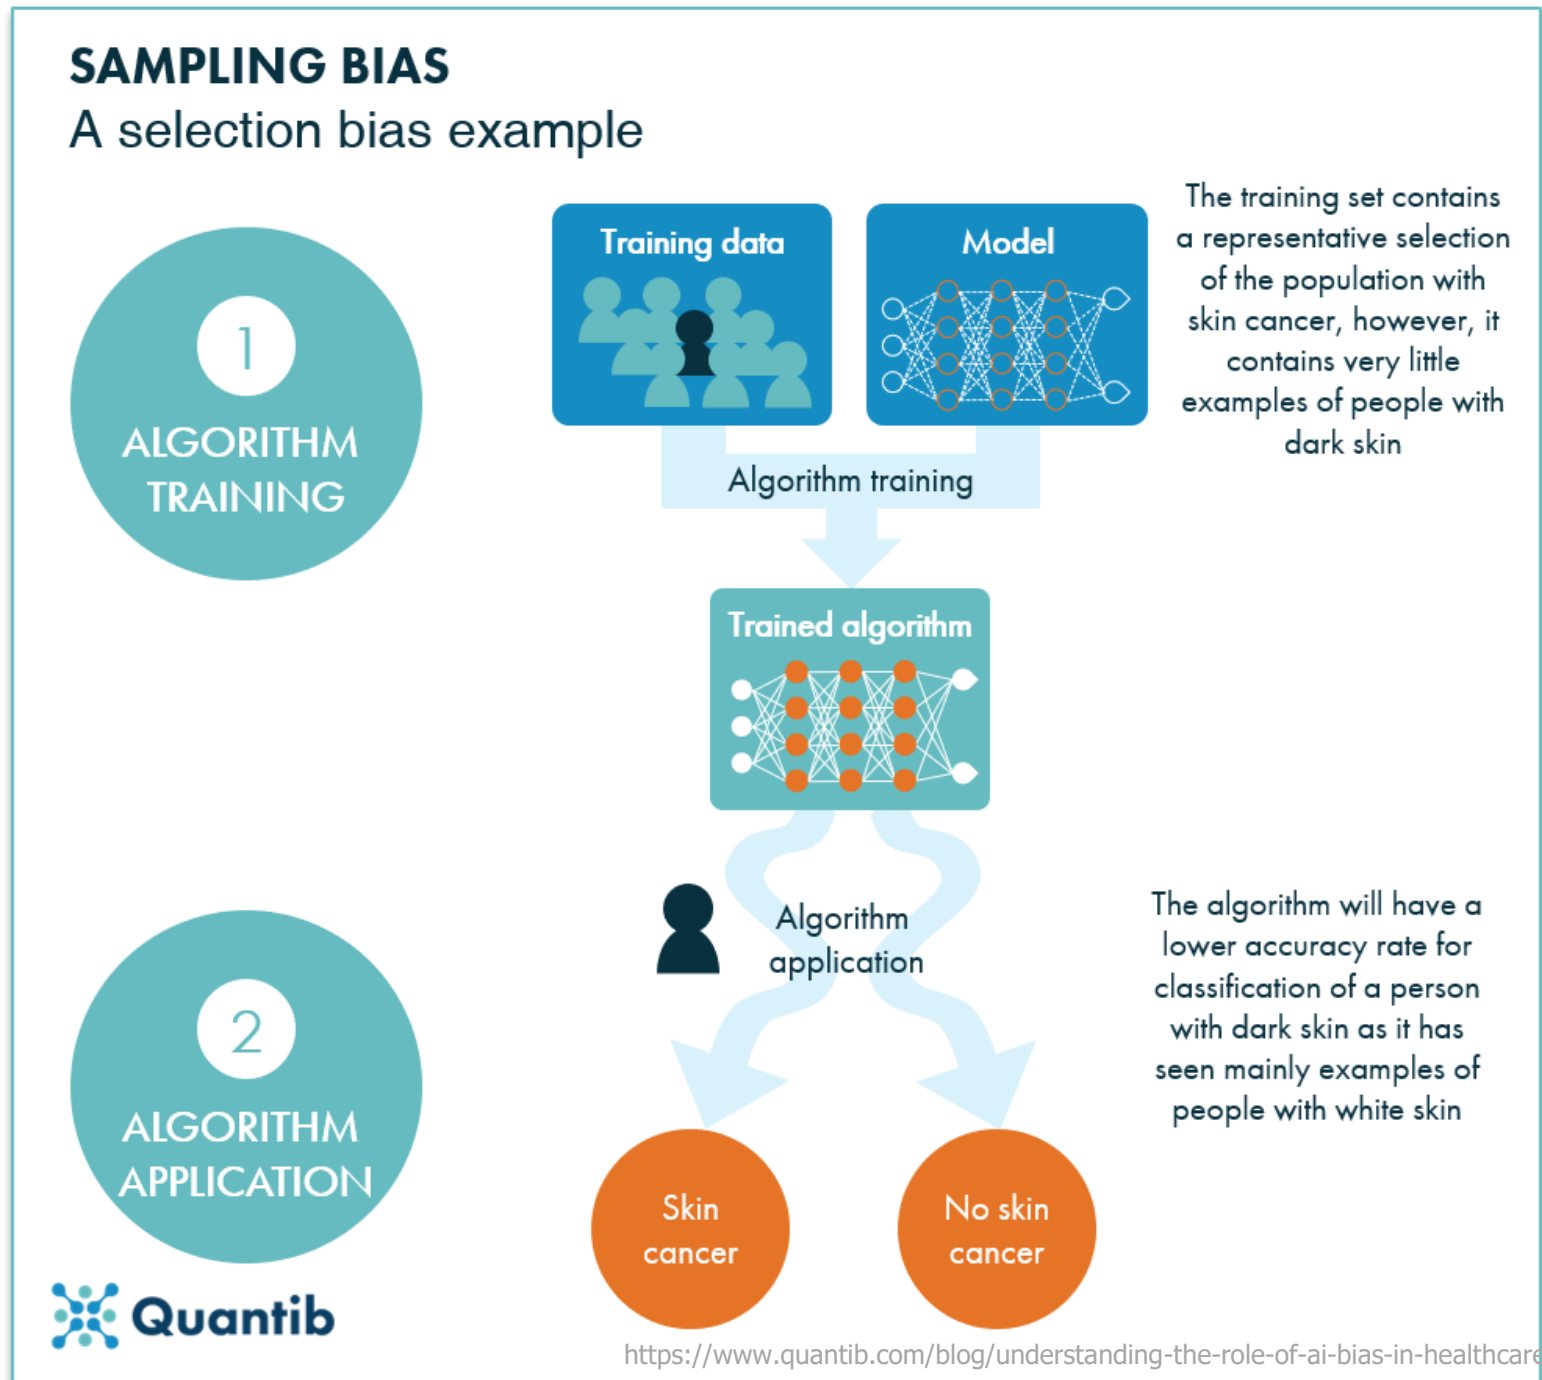 SAMPLING BIAS
A selection bias example
1
ALGORITHM
TRAINING
Training data
Model
The training set contains
a representative selection
of the population with
skin cancer, however, it
contains very little
examples of people with
dark skin
Algorithm training
Trained algorithm
2
ALGORITHM
APPLICATION
Algorithm
application
The algorithm will have a
lower accuracy rate for
classification of a person
with dark skin as it has
seen mainly examples of
people with white skin
Skin
cancer
No skin
cancer
Quantib
https://www.quantib.com/blog/understanding-the-role-of-ai-bias-in-healthcare